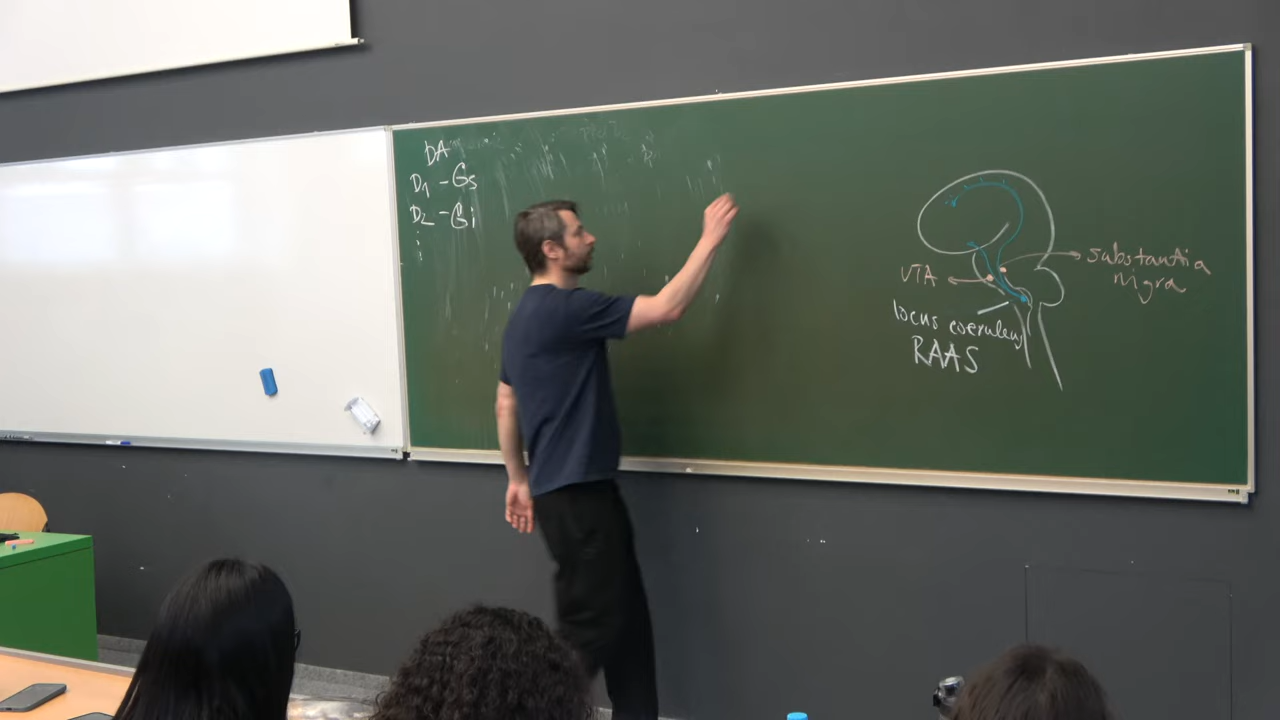 DA
D1 - Gs
D2 - Gi
VTA
substantia
nigra
locus coeruleus
RAAS